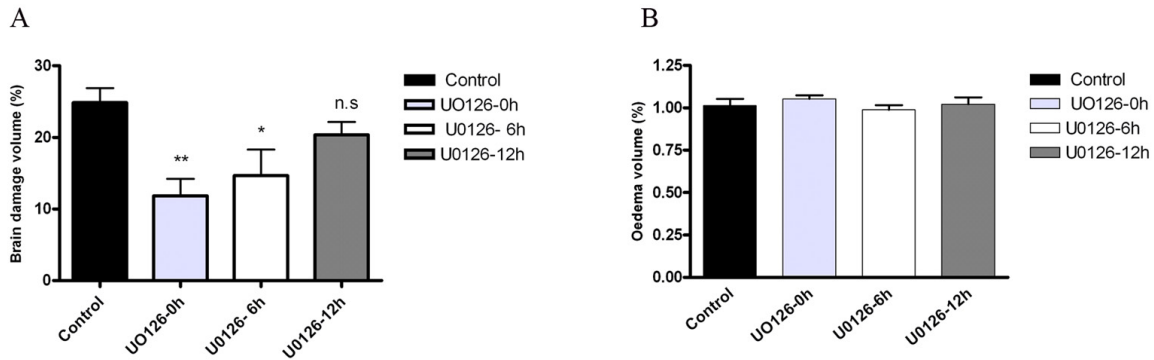 A
Brain damage volume (%)
30
20
10
0
**
*
n.s
Control
UO126-0h
U0126- 6h
U0126-12h
Control
UO126-0h
U0126- 6h
U0126-12h
B
Oedema volume (%)
1.25
1.00
0.75
0.50
0.25
0.00
Control
UO126-0h
U0126-6h
U0126-12h
Control
UO126-0h
U0126-6h
U0126-12h